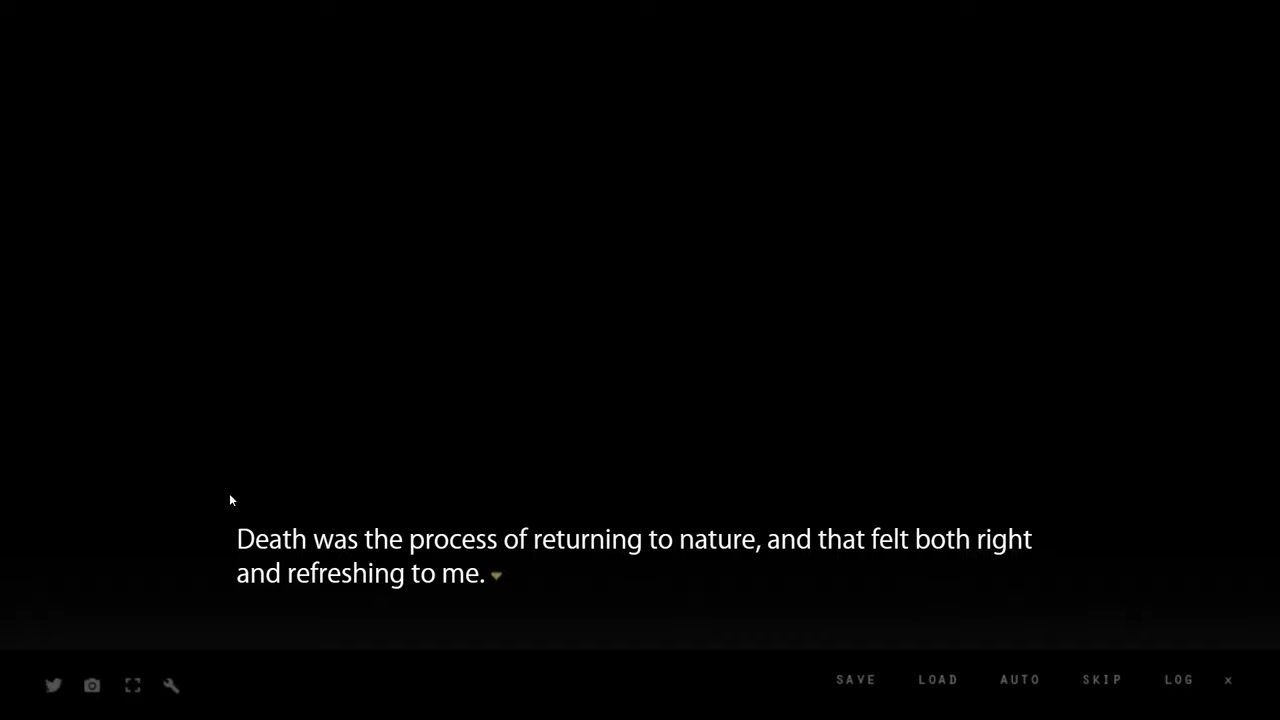 Death was the process of returning to nature, and that felt both right
and refreshing to me.
SAVE LOAD AUTO SKIP LOG ×